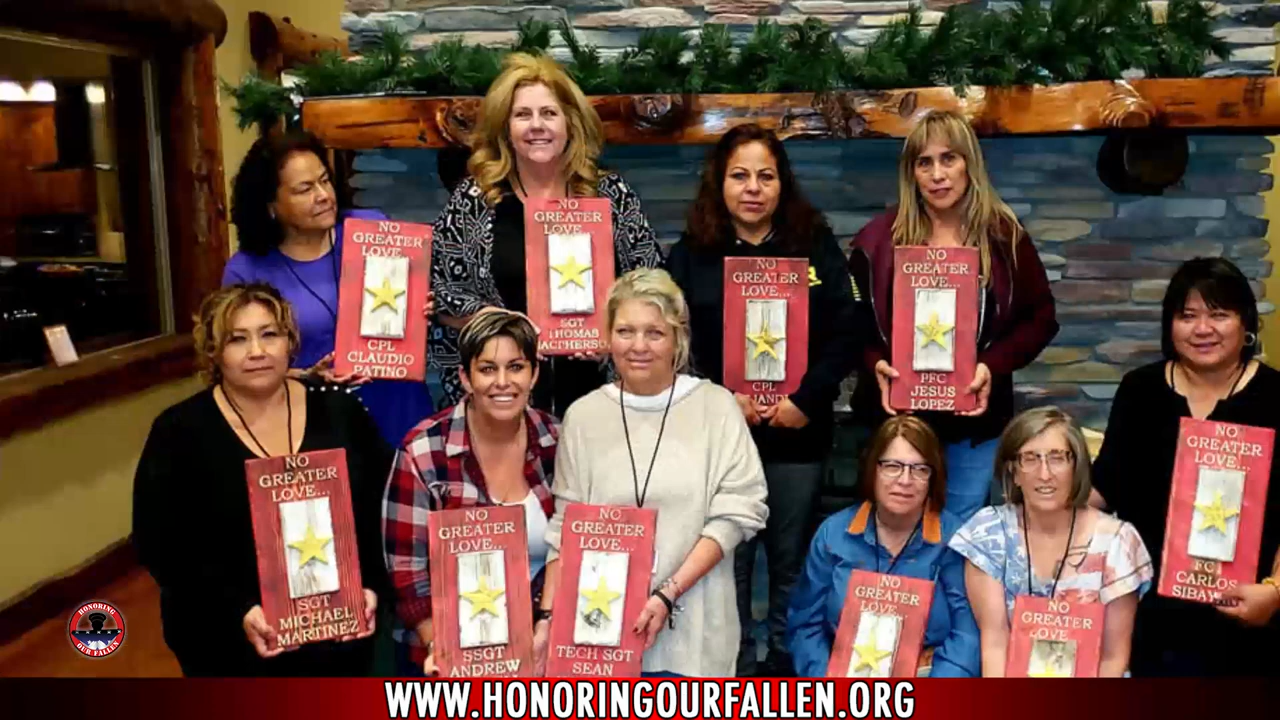 NO
GREATER
LOVE...
CPL
CLAUDIO
PATINO
NO
GREATER
LOVE...
SGT
THOMAS
NO
GREATER
LOVE...
CPL
NO
GREATER
LOVE...
PFC
JESUS
LOPEZ
NO
GREATER
LOVE...
SGT
MICHAEL
MARTINEZ
NO
GREATER
LOVE...
SSGT
ANDREW
NO
GREATER
LOVE...
TECH SGT
SEAN
NO
GREATER
LOVE...
NO
GREATER
LOVE
NO
GREATER
LOVE...
CARLOS
HONORING
OUR FALLEN
WWW.HONORINGOURFALLEN.ORG